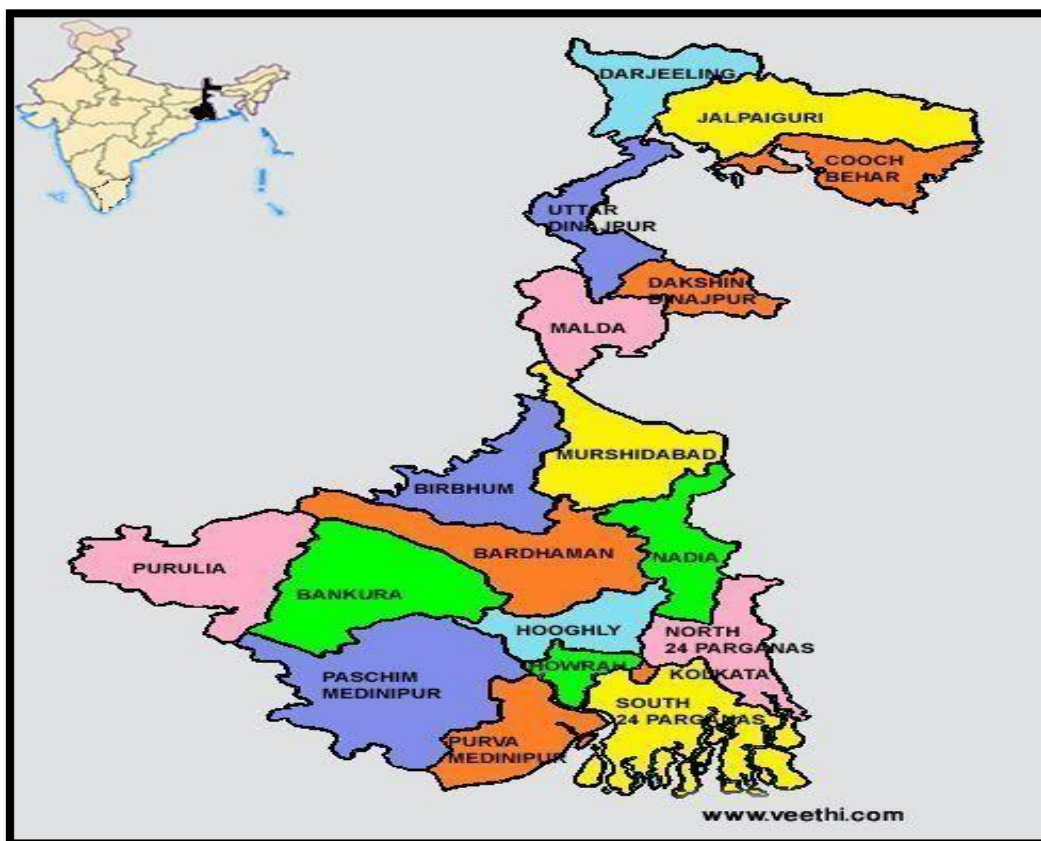 DARJEELING
JALPAIGURI
COOCH
BEHAR
UTTAR
DINAJPUR
DAKSHIN
DINAJPUR
MALDA
MURSHIDABAD
BIRBHUM
BARDHAMAN
NADIA
PURULIA
BANKURA
HOOGHLY
NORTH
24 PARGANAS
HOWRAH
KOLKATA
PASCHIM
MEDINIPUR
SOUTH
24 PARGANAS
PURVA
MEDINIPUR
www.veethi.com